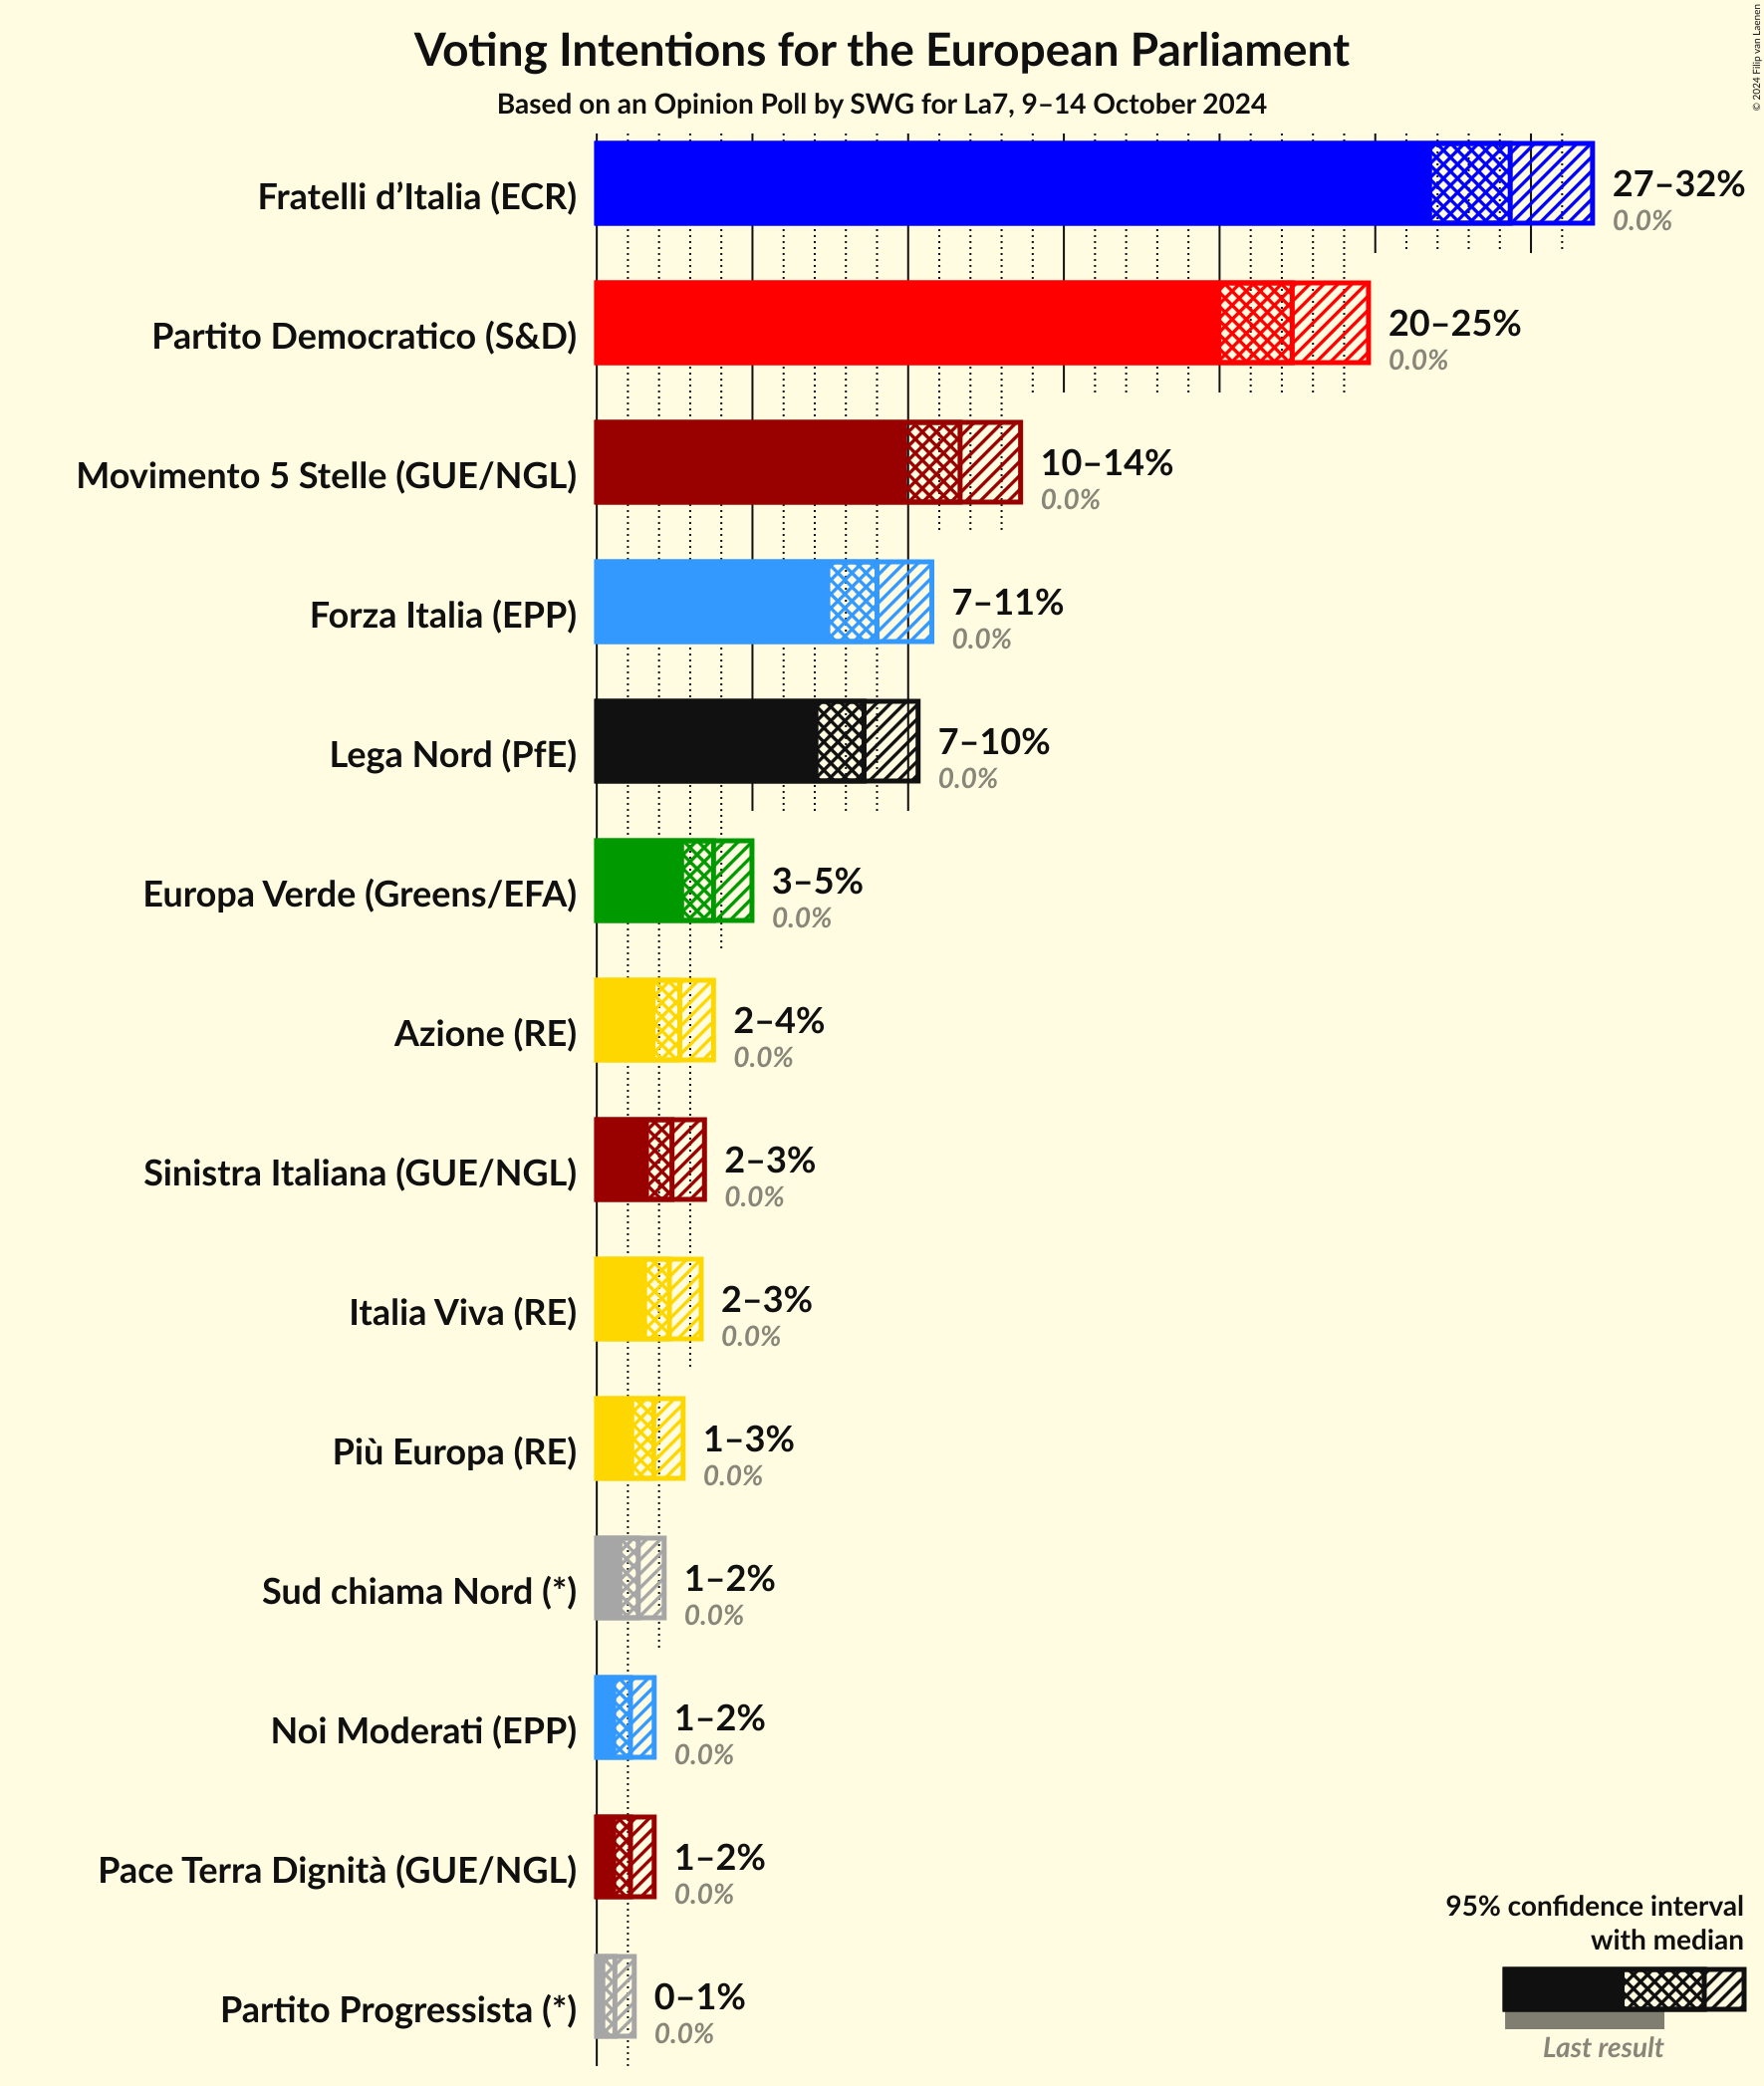 Voting Intentions for the European Parliament
Based on an Opinion Poll by SWG for La7, 9–14 October 2024
© 2024 Filip van Laenen
Fratelli d’Italia (ECR)
27–32%
0.0%
Partito Democratico (S&D)
20–25%
0.0%
Movimento 5 Stelle (GUE/NGL)
10–14%
0.0%
Forza Italia (EPP)
7–11%
0.0%
Lega Nord (PfE)
7–10%
0.0%
Europa Verde (Greens/EFA)
3–5%
0.0%
Azione (RE)
2–4%
0.0%
Sinistra Italiana (GUE/NGL)
2–3%
0.0%
Italia Viva (RE)
2–3%
0.0%
Più Europa (RE)
1–3%
0.0%
Sud chiama Nord (*)
1–2%
0.0%
Noi Moderati (EPP)
1–2%
0.0%
Pace Terra Dignità (GUE/NGL)
1–2%
0.0%
Partito Progressista (*)
0–1%
0.0%
95% confidence interval
with median
Last result